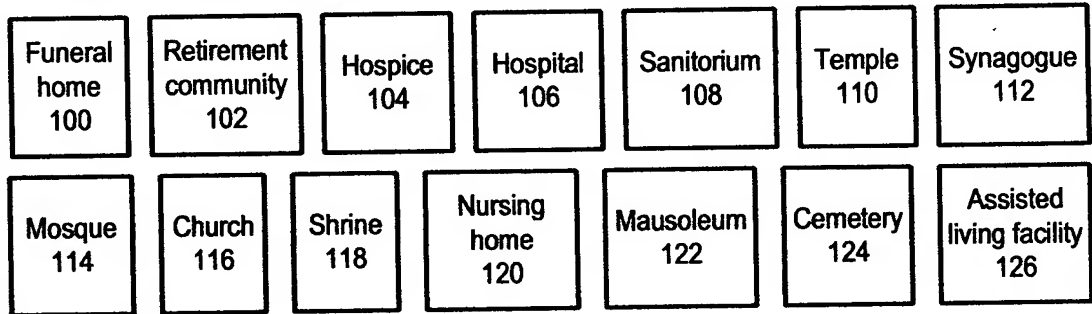 Funeral
home
100
Retirement
community
102
Hospice
104
Hospital
106
Sanitorium
108
Temple
110
Synagogue
112
Mosque
114
Church
116
Shrine
118
Nursing
home
120
Mausoleum
122
Cemetery
124
Assisted
living facility
126